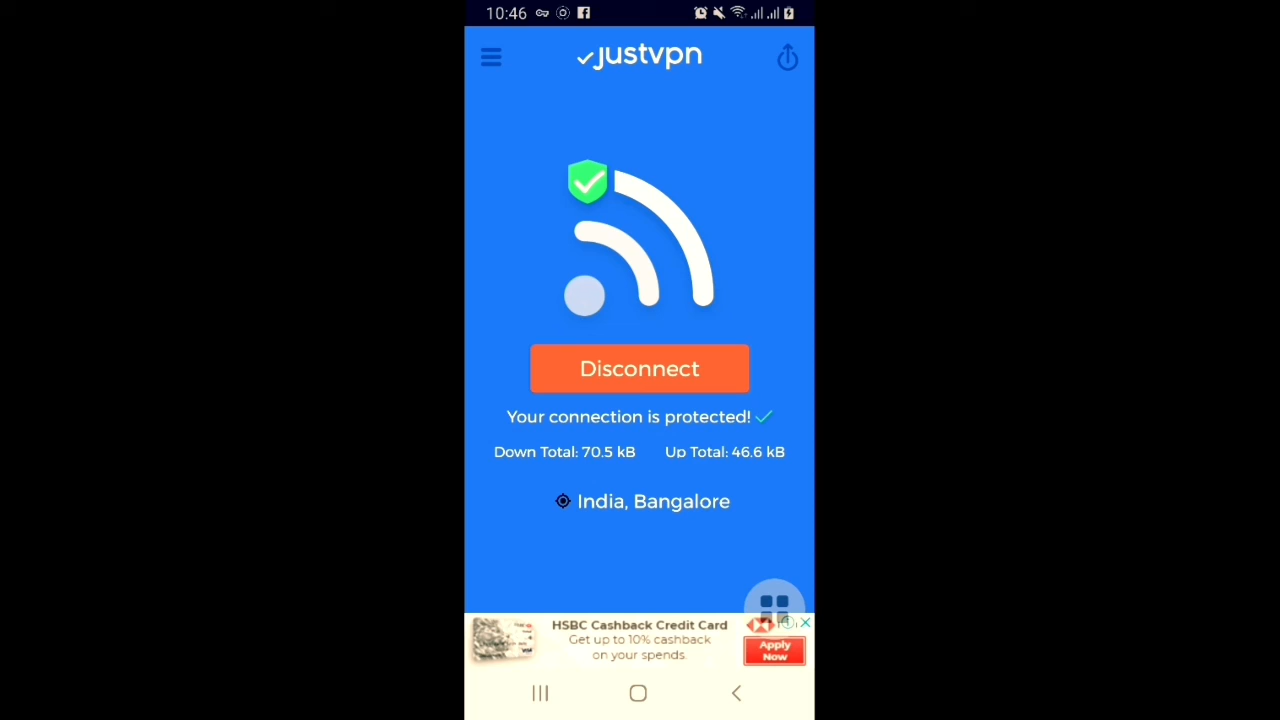 10:46
justvpn
Disconnect
Your connection is protected!
Down Total: 70.5 kB Up Total: 46.6 kB
India, Bangalore
HSBC Cashback Credit Card
Get up to 10% cashback
on your spends.
Apply
Now